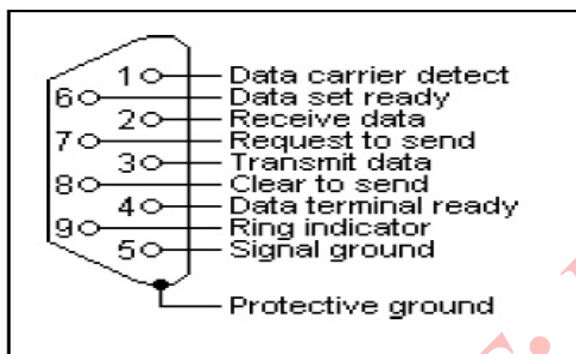 1 Data carrier detect
6 Data set ready
2 Receive data
7 Request to send
3 Transmit data
8 Clear to send
4 Data terminal ready
9 Ring indicator
5 Signal ground
Protective ground